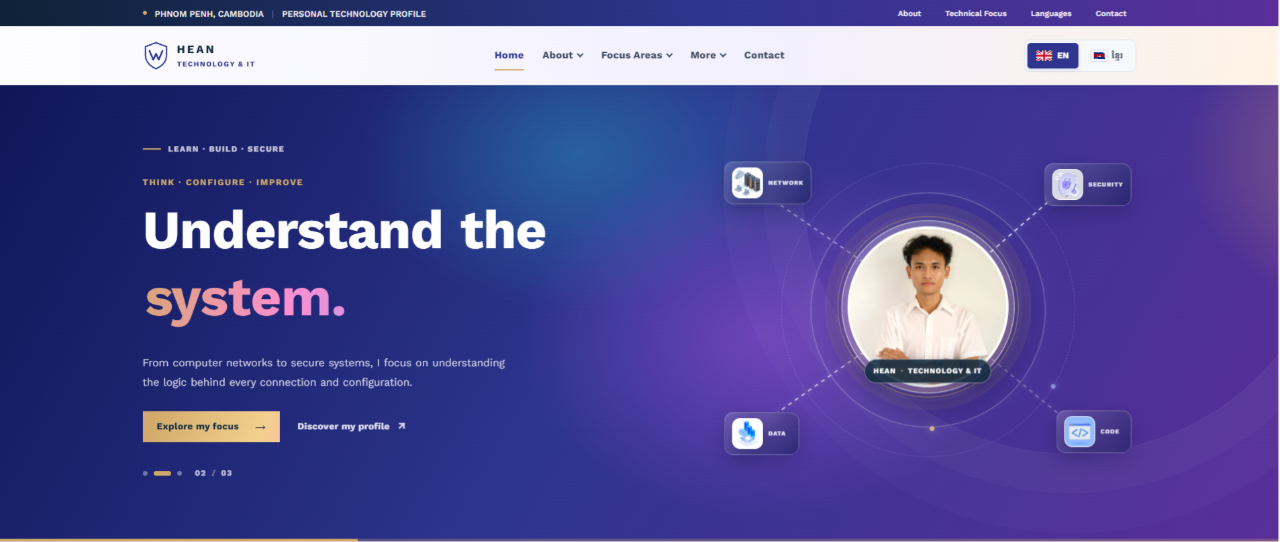 PHNOM PENH, CAMBODIA | PERSONAL TECHNOLOGY PROFILE
About Technical Focus Languages Contact
HEAN
TECHNOLOGY & IT
Home About Focus Areas More Contact
EN ខ្មែរ
LEARN · BUILD · SECURE
THINK · CONFIGURE · IMPROVE
Understand the
system.
From computer networks to secure systems, I focus on understanding
the logic behind every connection and configuration.
Explore my focus →
Discover my profile ↗
02 / 03
NETWORK
SECURITY
HEAN · TECHNOLOGY & IT
DATA
CODE